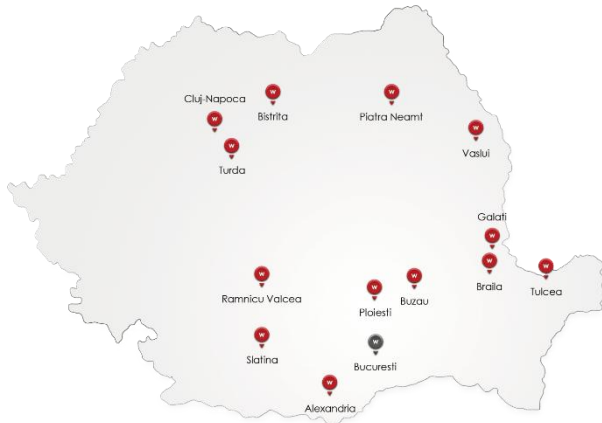 Cluj-Napoca
Bistrita
Piatra Neamt
Turda
Vaslui
Galati
Braila
Tulcea
Ramnicu Valcea
Ploiesti
Buzau
Slatina
Bucuresti
Alexandria